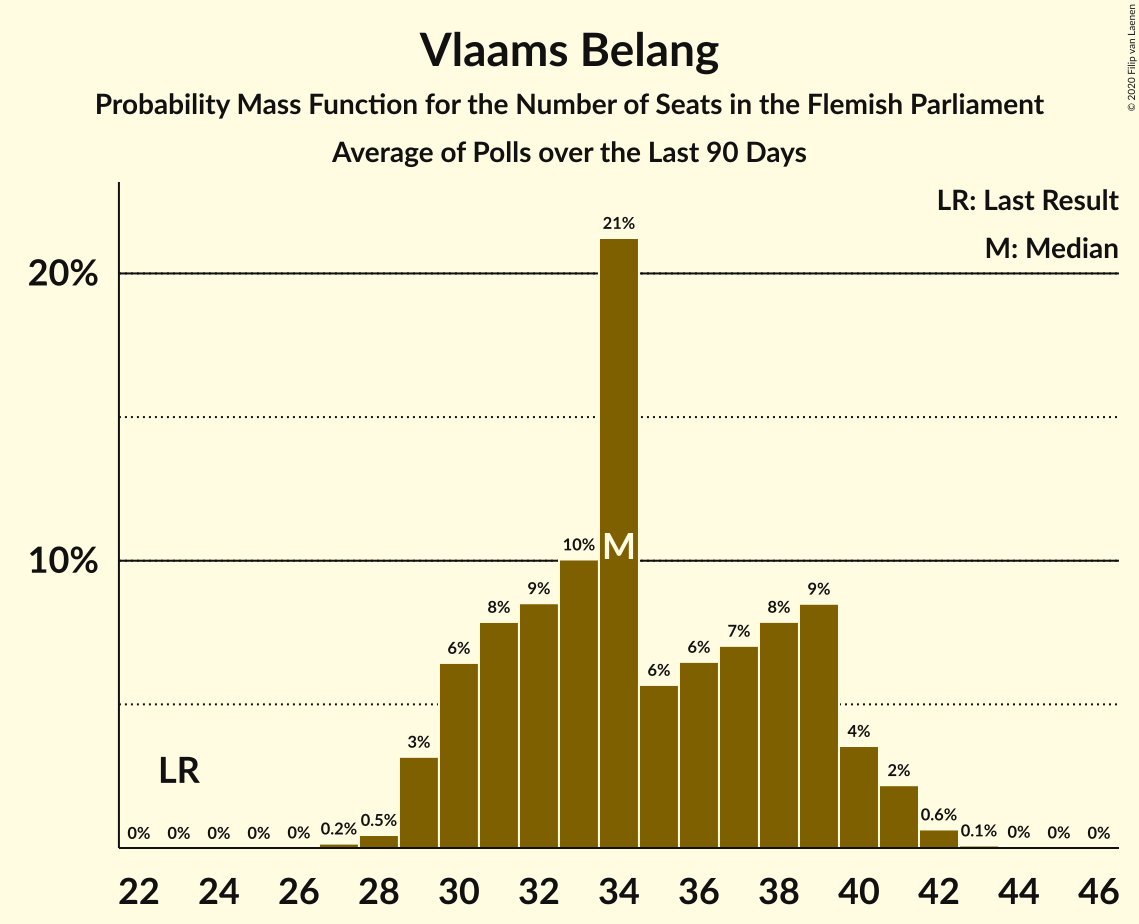 Vlaams Belang
Probability Mass Function for the Number of Seats in the Flemish Parliament
Average of Polls over the Last 90 Days
© 2020 Filip van Laenen
LR: Last Result
M: Median
20%
10%
0% 0% 0% 0% 0% 0.2% 0.5% 3% 6% 8% 9% 10% 21% 6% 6% 7% 8% 9% 4% 2% 0.6% 0.1% 0% 0% 0%
M
LR
22 24 26 28 30 32 34 36 38 40 42 44 46